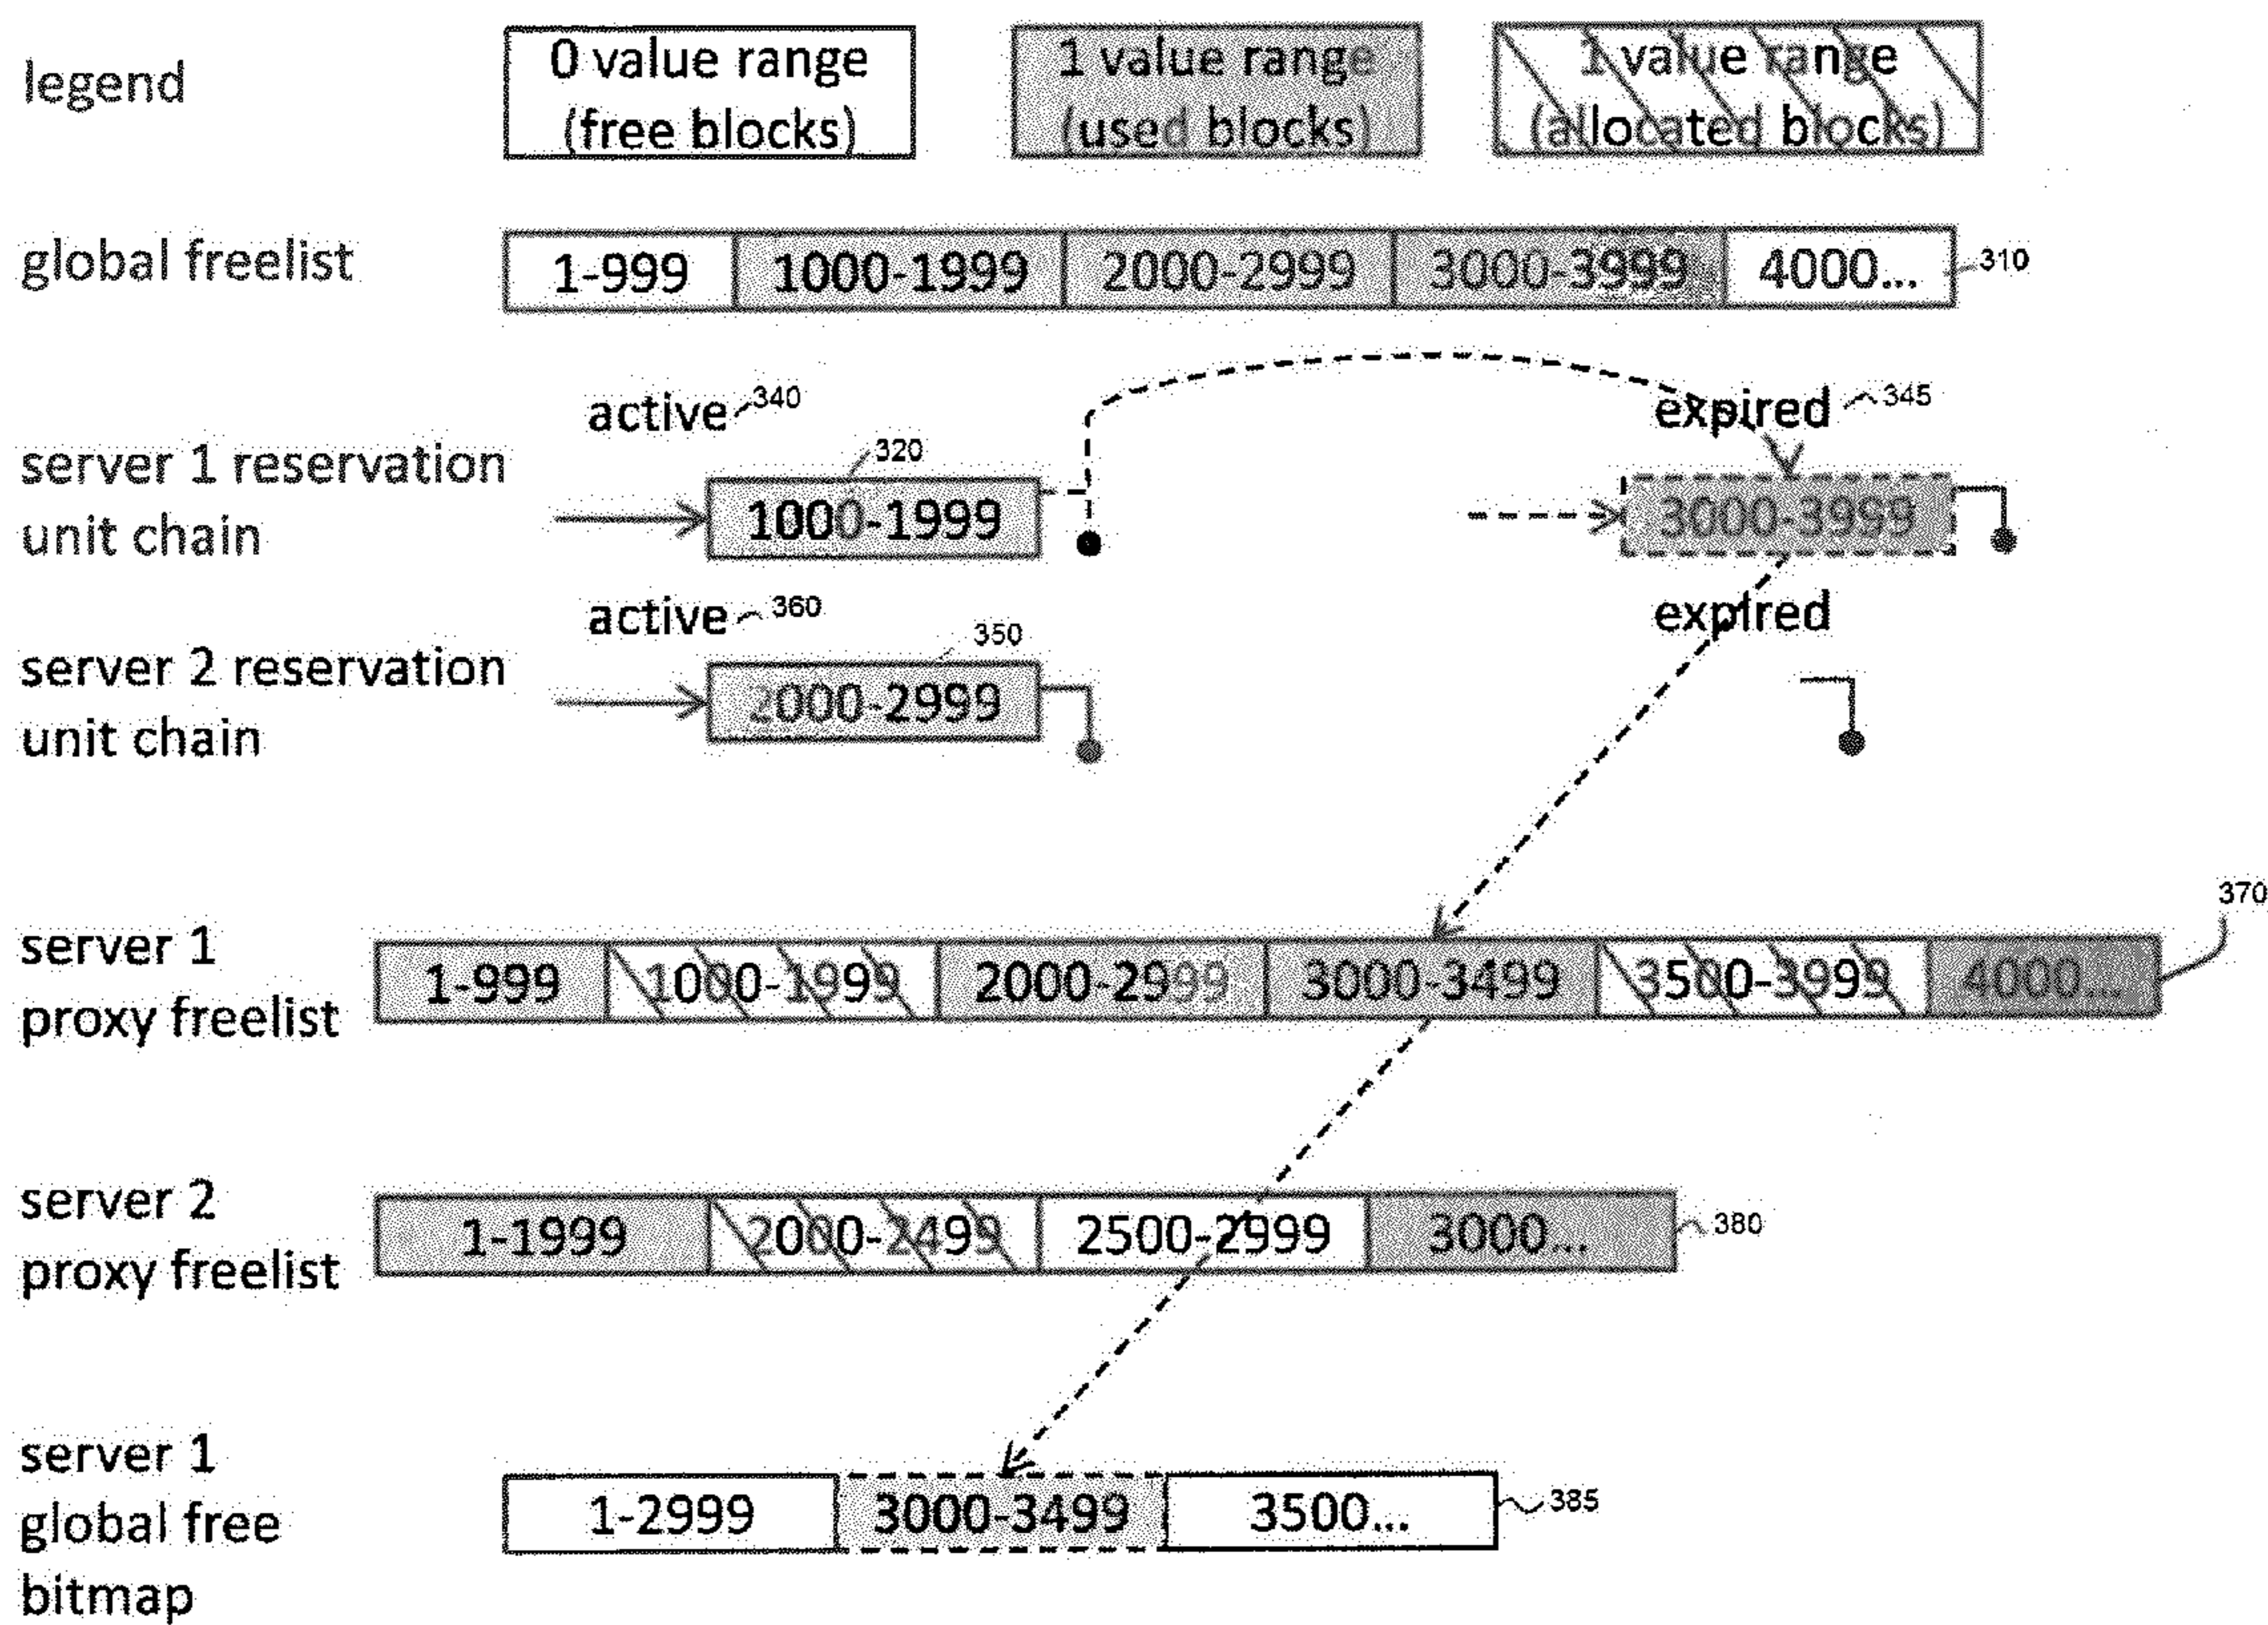 legend
0 value range
(free blocks)
1 value range
(used blocks)
1 value range
(allocated blocks)
global freelist
1-999
1000-1999
2000-2999
3000-3999
4000...
310
active
340
expired
345
server 1 reservation
unit chain
320
1000-1999
3000-3999
active
360
expired
server 2 reservation
unit chain
350
2000-2999
370
server 1
proxy freelist
1-999
1000-1999
2000-2999
3000-3499
3500-3999
4000...
server 2
proxy freelist
1-1999
2000-2499
2500-2999
3000...
380
server 1
global free
bitmap
1-2999
3000-3499
3500...
385